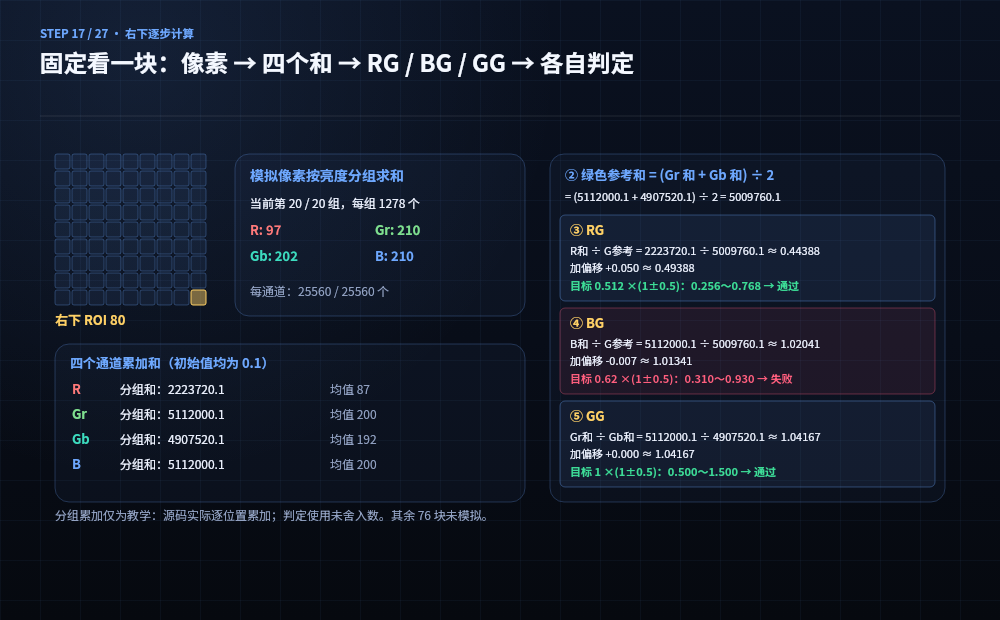 STEP 17 / 27 · 右下逐步计算
固定看一块：像素 → 四个和 → RG / BG / GG → 各自判定
右下 ROI 80
模拟像素按亮度分组求和
当前第 20 / 20 组，每组 1278 个
R: 97 Gr: 210
Gb: 202 B: 210
每通道：25560 / 25560 个
四个通道累加和（初始值均为 0.1）
R 分组和：2223720.1 均值 87
Gr 分组和：5112000.1 均值 200
Gb 分组和：4907520.1 均值 192
B 分组和：5112000.1 均值 200
② 绿色参考和 = (Gr 和 + Gb 和) ÷ 2
= (5112000.1 + 4907520.1) ÷ 2 = 5009760.1
③ RG
R和 ÷ G参考 = 2223720.1 ÷ 5009760.1 ≈ 0.44388
加偏移 +0.050 ≈ 0.49388
目标 0.512 ×(1±0.5)：0.256～0.768 → 通过
④ BG
B和 ÷ G参考 = 5112000.1 ÷ 5009760.1 ≈ 1.02041
加偏移 -0.007 ≈ 1.01341
目标 0.62 ×(1±0.5)：0.310～0.930 → 失败
⑤ GG
Gr和 ÷ Gb和 = 5112000.1 ÷ 4907520.1 ≈ 1.04167
加偏移 +0.000 ≈ 1.04167
目标 1 ×(1±0.5)：0.500～1.500 → 通过
分组累加仅为教学：源码实际逐位置累加；判定使用未舍入数。其余 76 块未模拟。